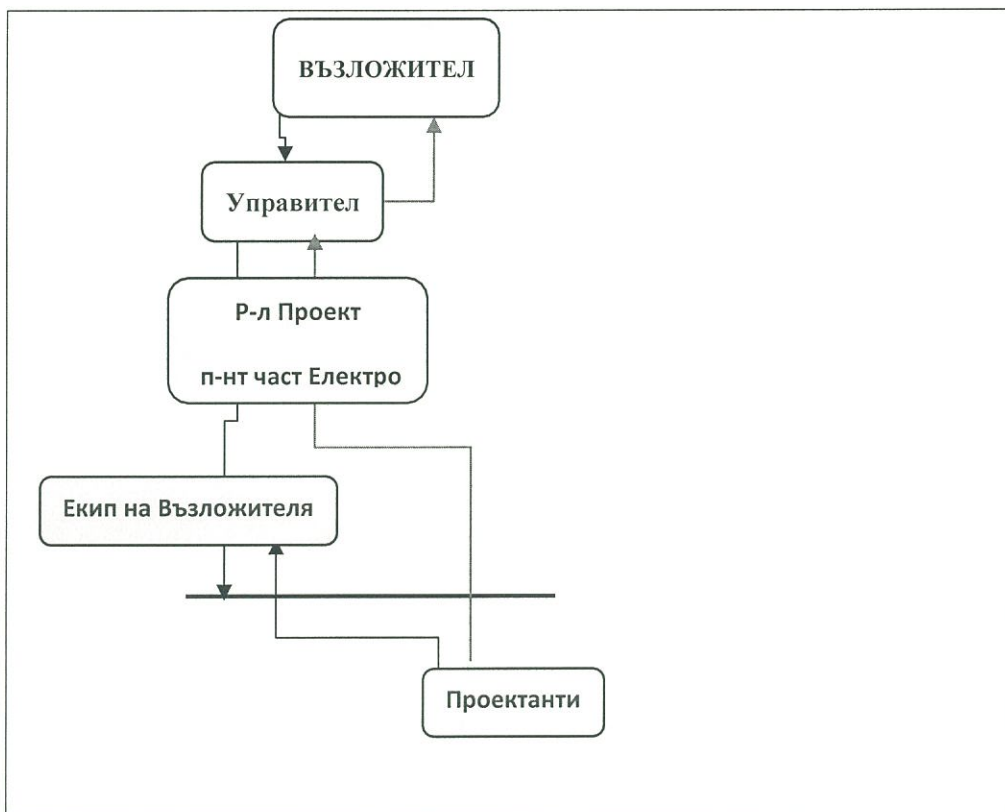 ВЪЗЛОЖИТЕЛ
Управител
Р-л Проект
п-нт част Електро
Екип на Възложителя
Проектанти